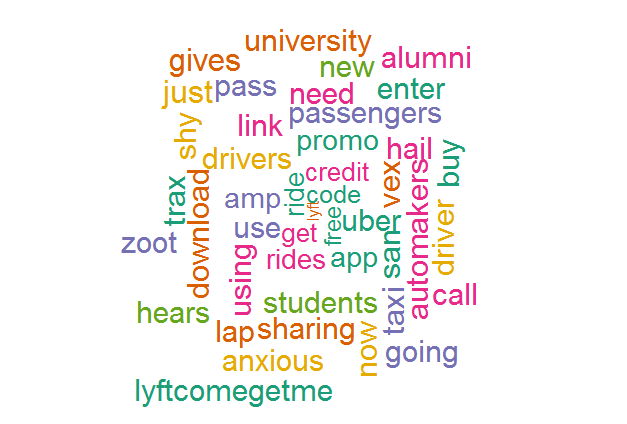 university
gives
alumni
new
just
pass
need
enter
passengers
link
shy
promo
hail
buy
drivers
credit
vex
automakers
trax
download
amp
ride
code
lyft
free
uber
use
get
san
driver
zoot
using
rides
app
hears
students
taxi
call
lap
sharing
now
going
anxious
lyftcomegetme